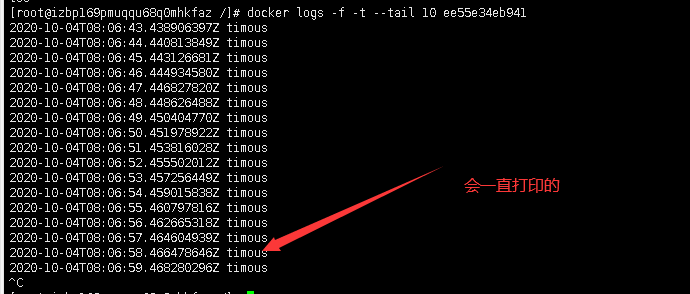 [root@izbp169pmuqqu68q0mhkfaz /]# docker logs -f -t --tail 10 ee55e34eb941
2020-10-04T08:06:43.438906397Z timous
2020-10-04T08:06:44.440813849Z timous
2020-10-04T08:06:45.443126681Z timous
2020-10-04T08:06:46.444934580Z timous
2020-10-04T08:06:47.446827820Z timous
2020-10-04T08:06:48.448626488Z timous
2020-10-04T08:06:49.450404770Z timous
2020-10-04T08:06:50.451978922Z timous
2020-10-04T08:06:51.453816028Z timous
2020-10-04T08:06:52.455502012Z timous
2020-10-04T08:06:53.457256449Z timous
2020-10-04T08:06:54.459015838Z timous
2020-10-04T08:06:55.460797816Z timous
2020-10-04T08:06:56.462665318Z timous
2020-10-04T08:06:57.464604939Z timous
2020-10-04T08:06:58.466478646Z timous
2020-10-04T08:06:59.468280296Z timous
^C
会一直打印的